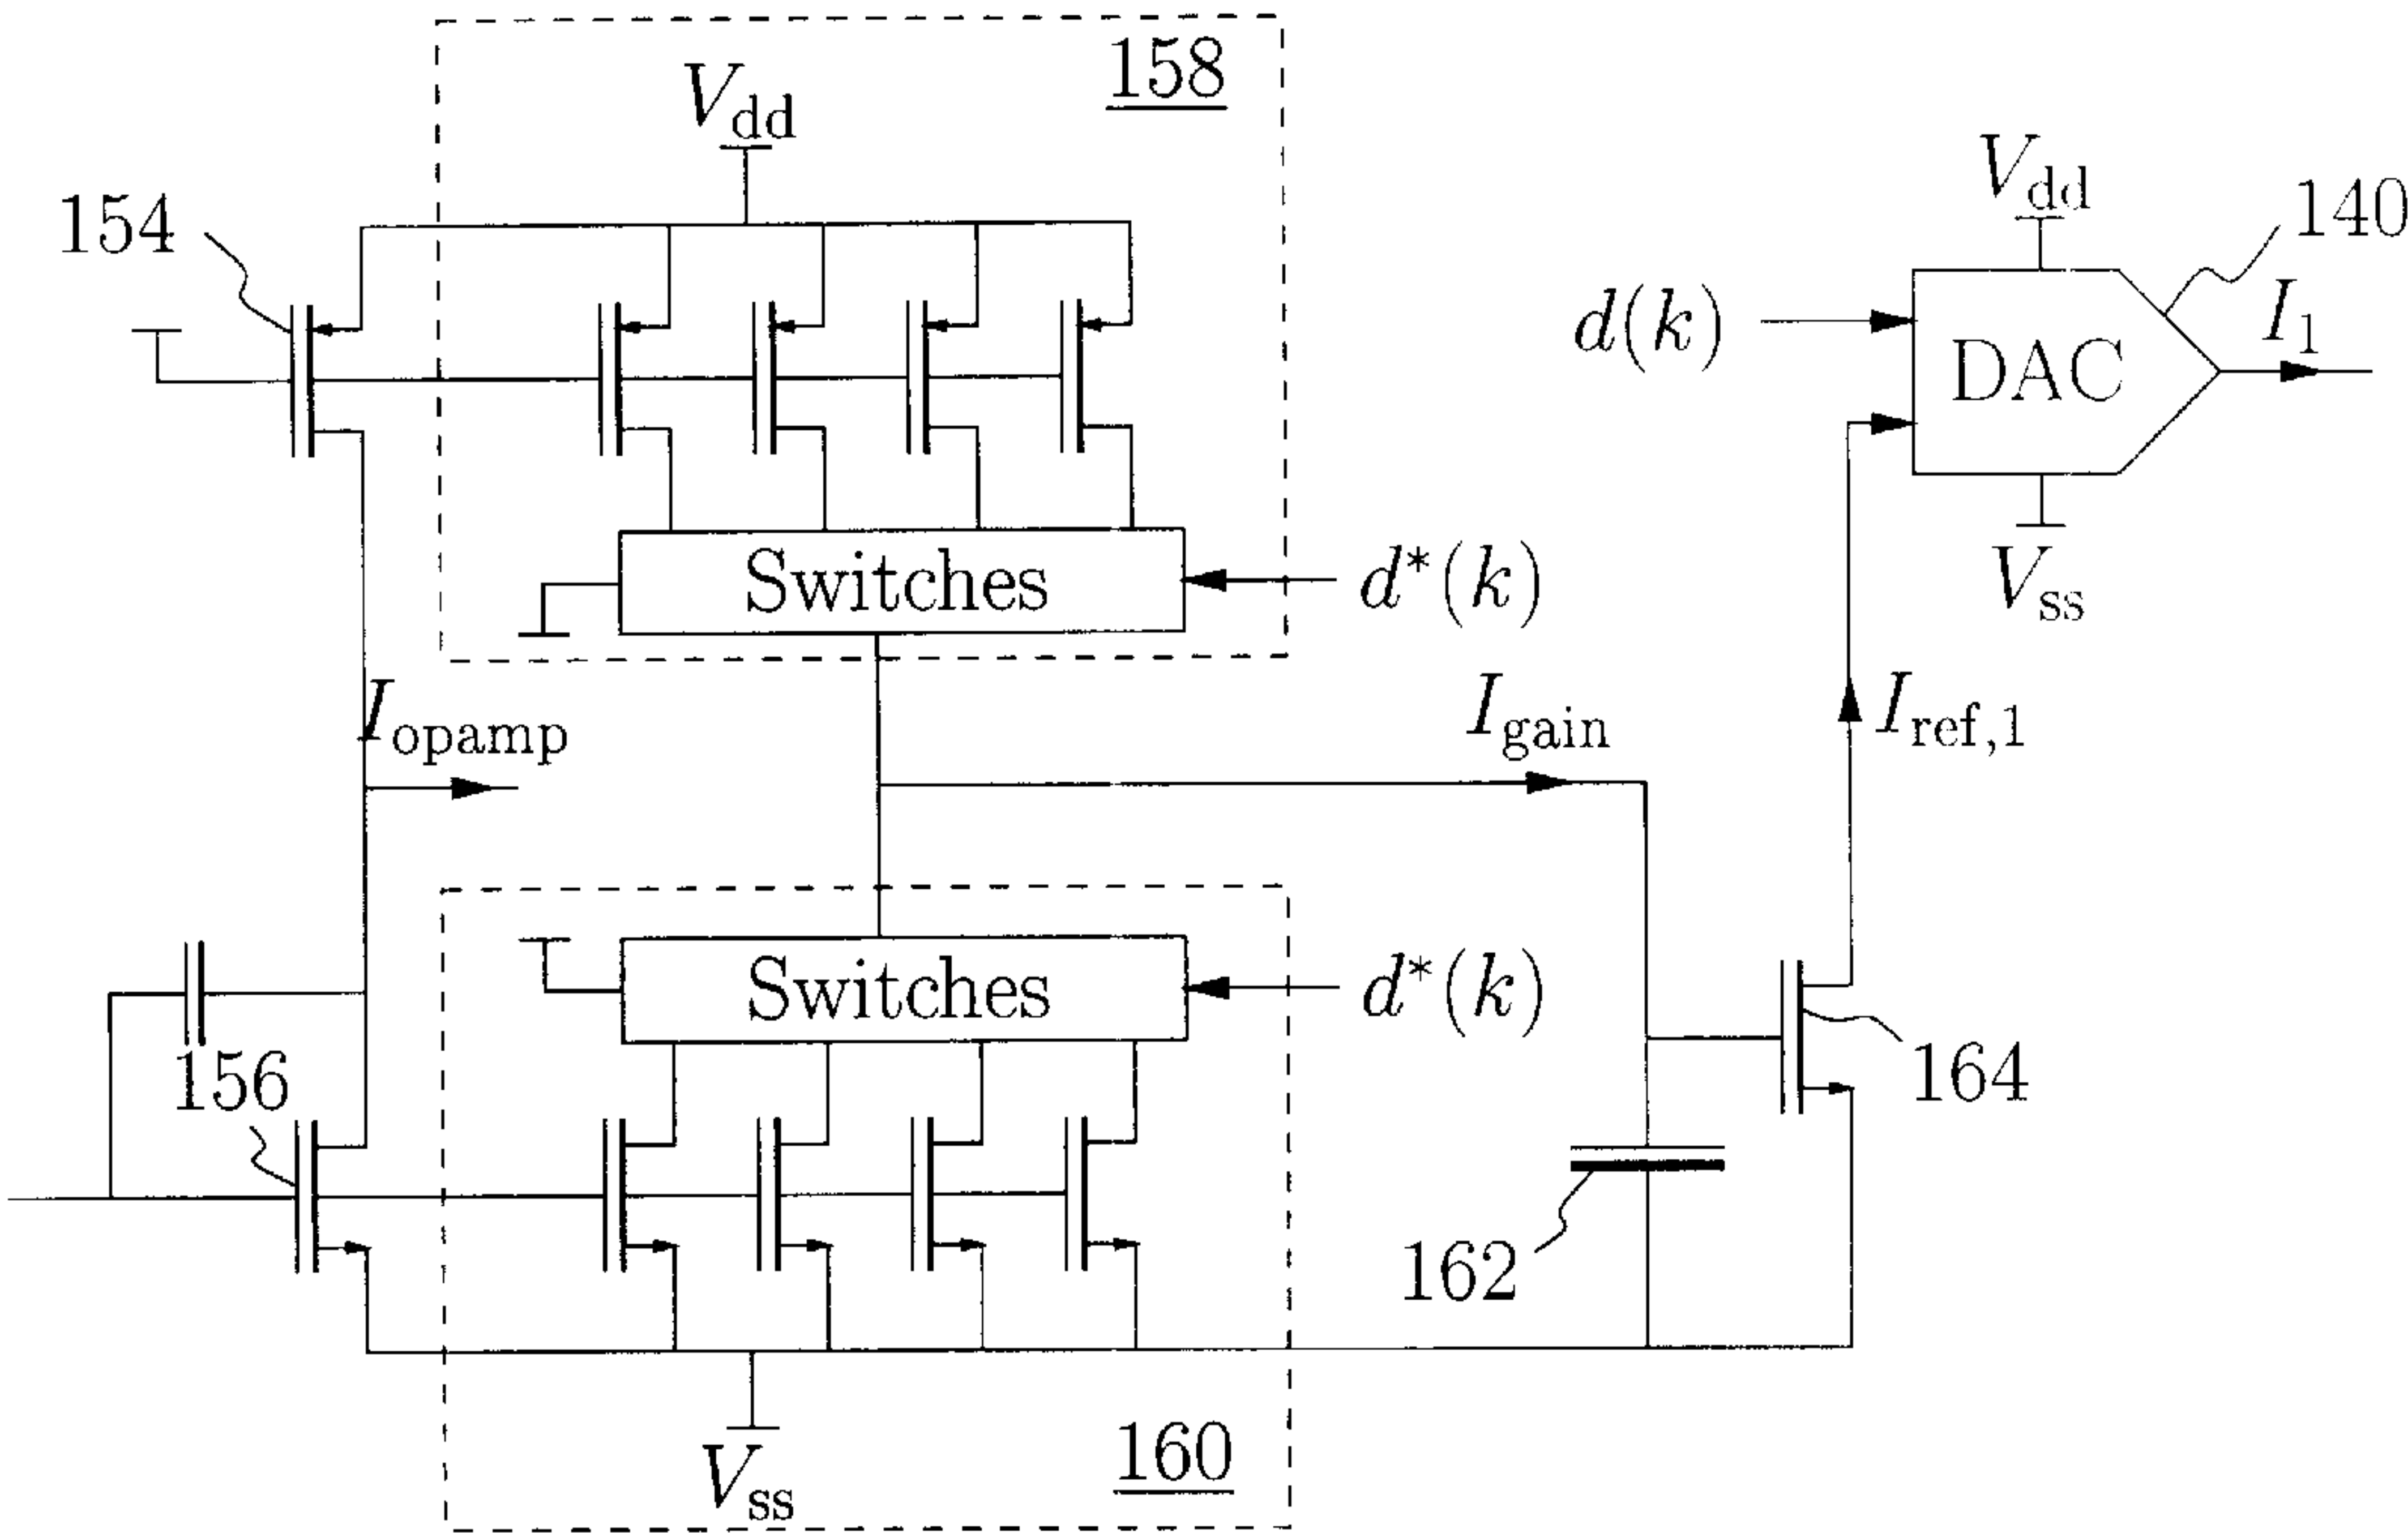 158
V_dd
154
V_dd
140
d(k)
DAC
I_1
Switches
d*(k)
V_ss
I_opamp
I_gain
I_ref,1
Switches
d*(k)
156
164
162
V_ss
160